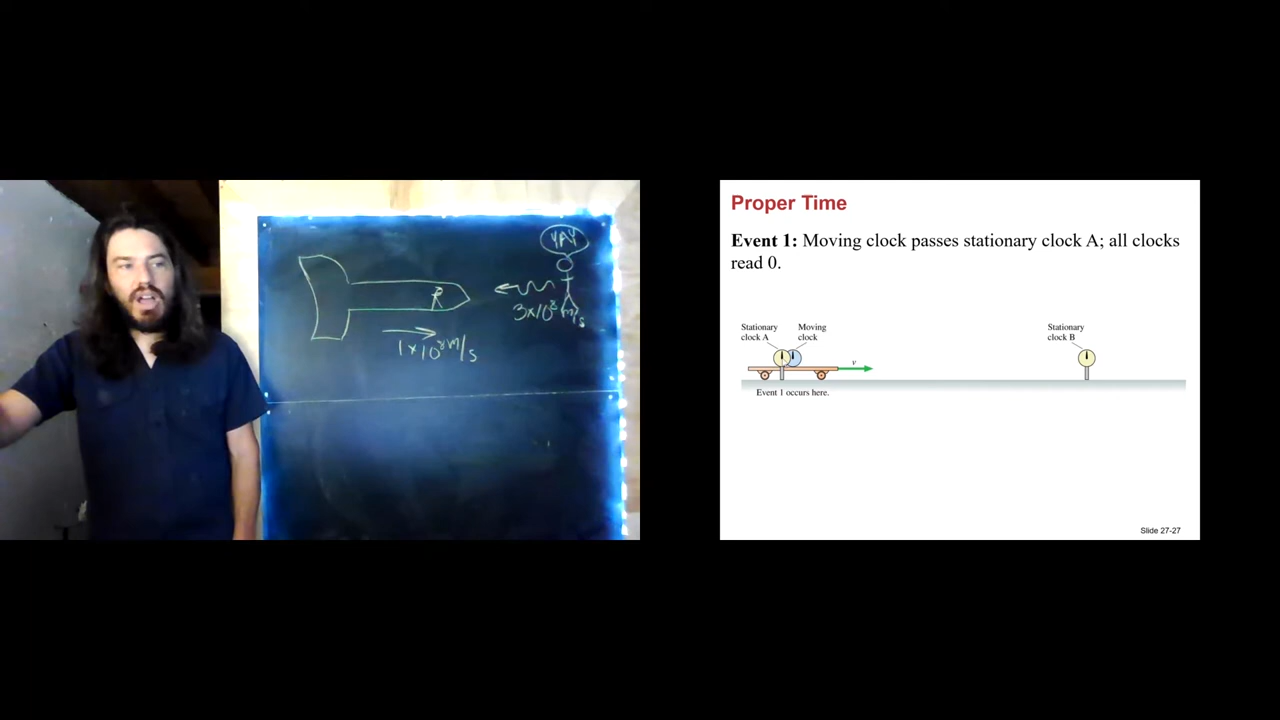 YAY
3×10⁸ m/s
1×10⁸ m/s
Proper Time
Event 1: Moving clock passes stationary clock A; all clocks
read 0.
Stationary
clock A
Moving
clock
Stationary
clock B
v
Event 1 occurs here.
Slide 27-27